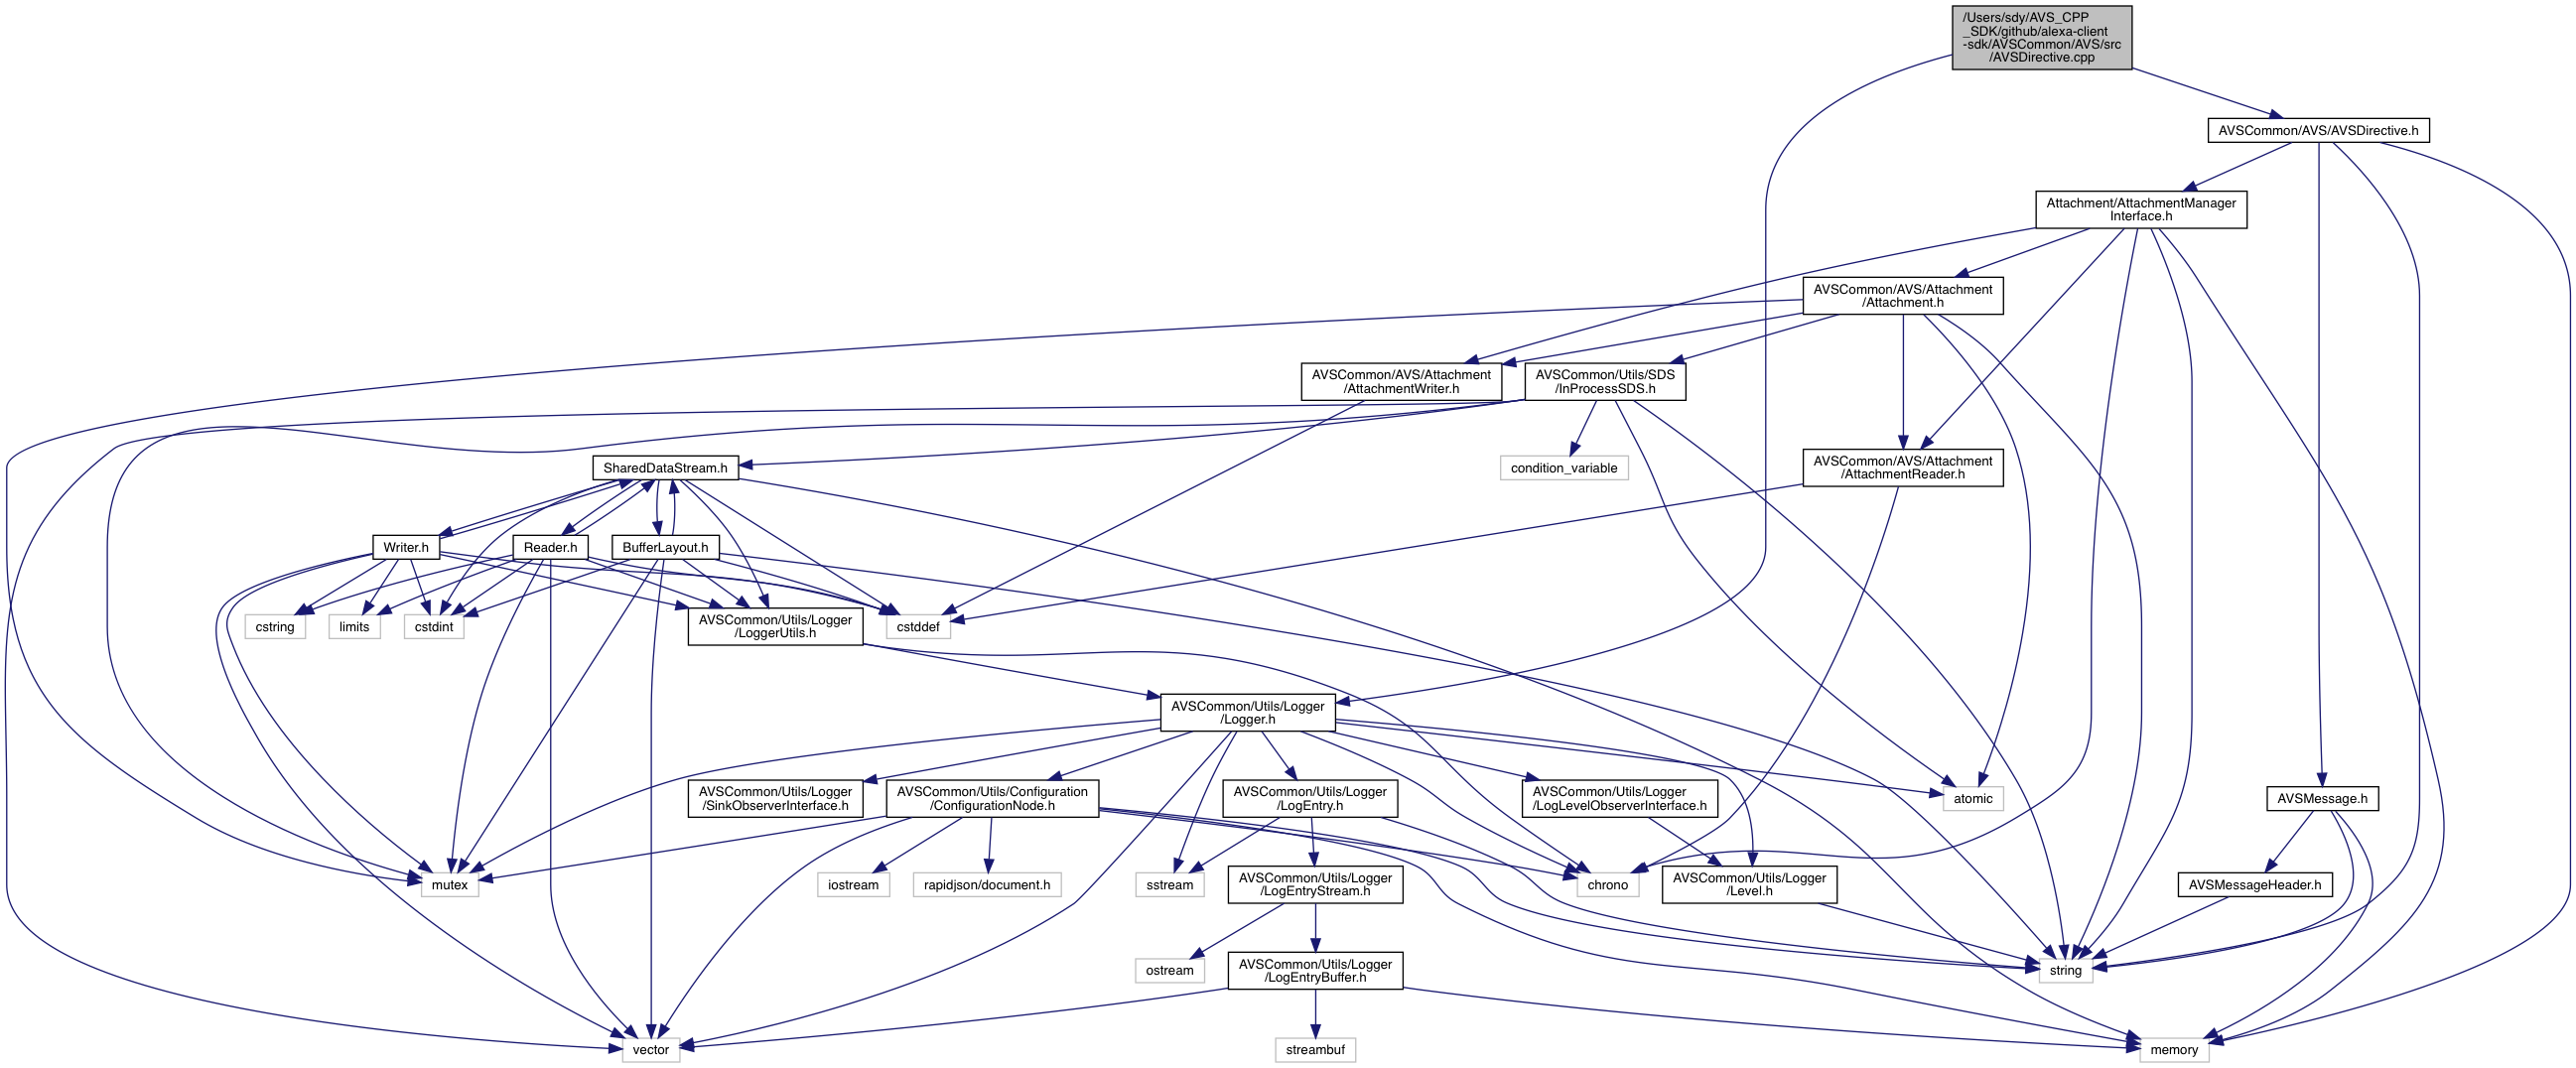 /Users/sdy/AVS_CPP
_SDK/github/alexa-client
-sdk/AVSCommon/AVS/src
/AVSDirective.cpp
AVSCommon/AVS/AVSDirective.h
Attachment/AttachmentManager
Interface.h
AVSCommon/AVS/Attachment
/Attachment.h
AVSCommon/AVS/Attachment
/AttachmentWriter.h
AVSCommon/Utils/SDS
/InProcessSDS.h
SharedDataStream.h
condition_variable
AVSCommon/AVS/Attachment
/AttachmentReader.h
Writer.h
Reader.h
BufferLayout.h
cstring
limits
cstdint
AVSCommon/Utils/Logger
/LoggerUtils.h
cstddef
AVSCommon/Utils/Logger
/Logger.h
AVSCommon/Utils/Logger
/SinkObserverInterface.h
AVSCommon/Utils/Configuration
/ConfigurationNode.h
AVSCommon/Utils/Logger
/LogEntry.h
AVSCommon/Utils/Logger
/LogLevelObserverInterface.h
atomic
AVSMessage.h
mutex
iostream
rapidjson/document.h
sstream
AVSCommon/Utils/Logger
/LogEntryStream.h
chrono
AVSCommon/Utils/Logger
/Level.h
AVSMessageHeader.h
ostream
AVSCommon/Utils/Logger
/LogEntryBuffer.h
string
vector
streambuf
memory